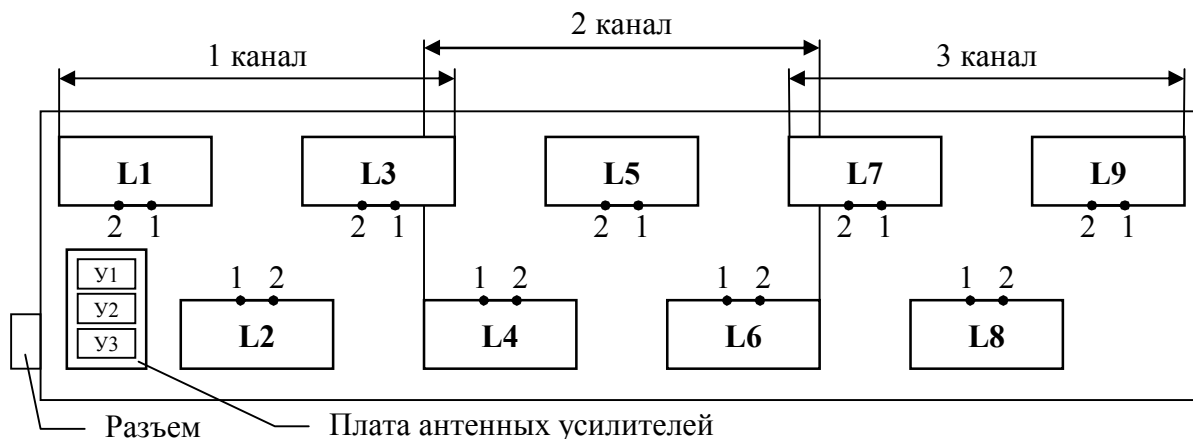 2 канал
1 канал
3 канал
L1 L3 L5 L7 L9
2 1 2 1 2 1 2 1 2 1
1 2 1 2 1 2 1 2
У1
У2
У3
L2 L4 L6 L8
Разъем
Плата антенных усилителей